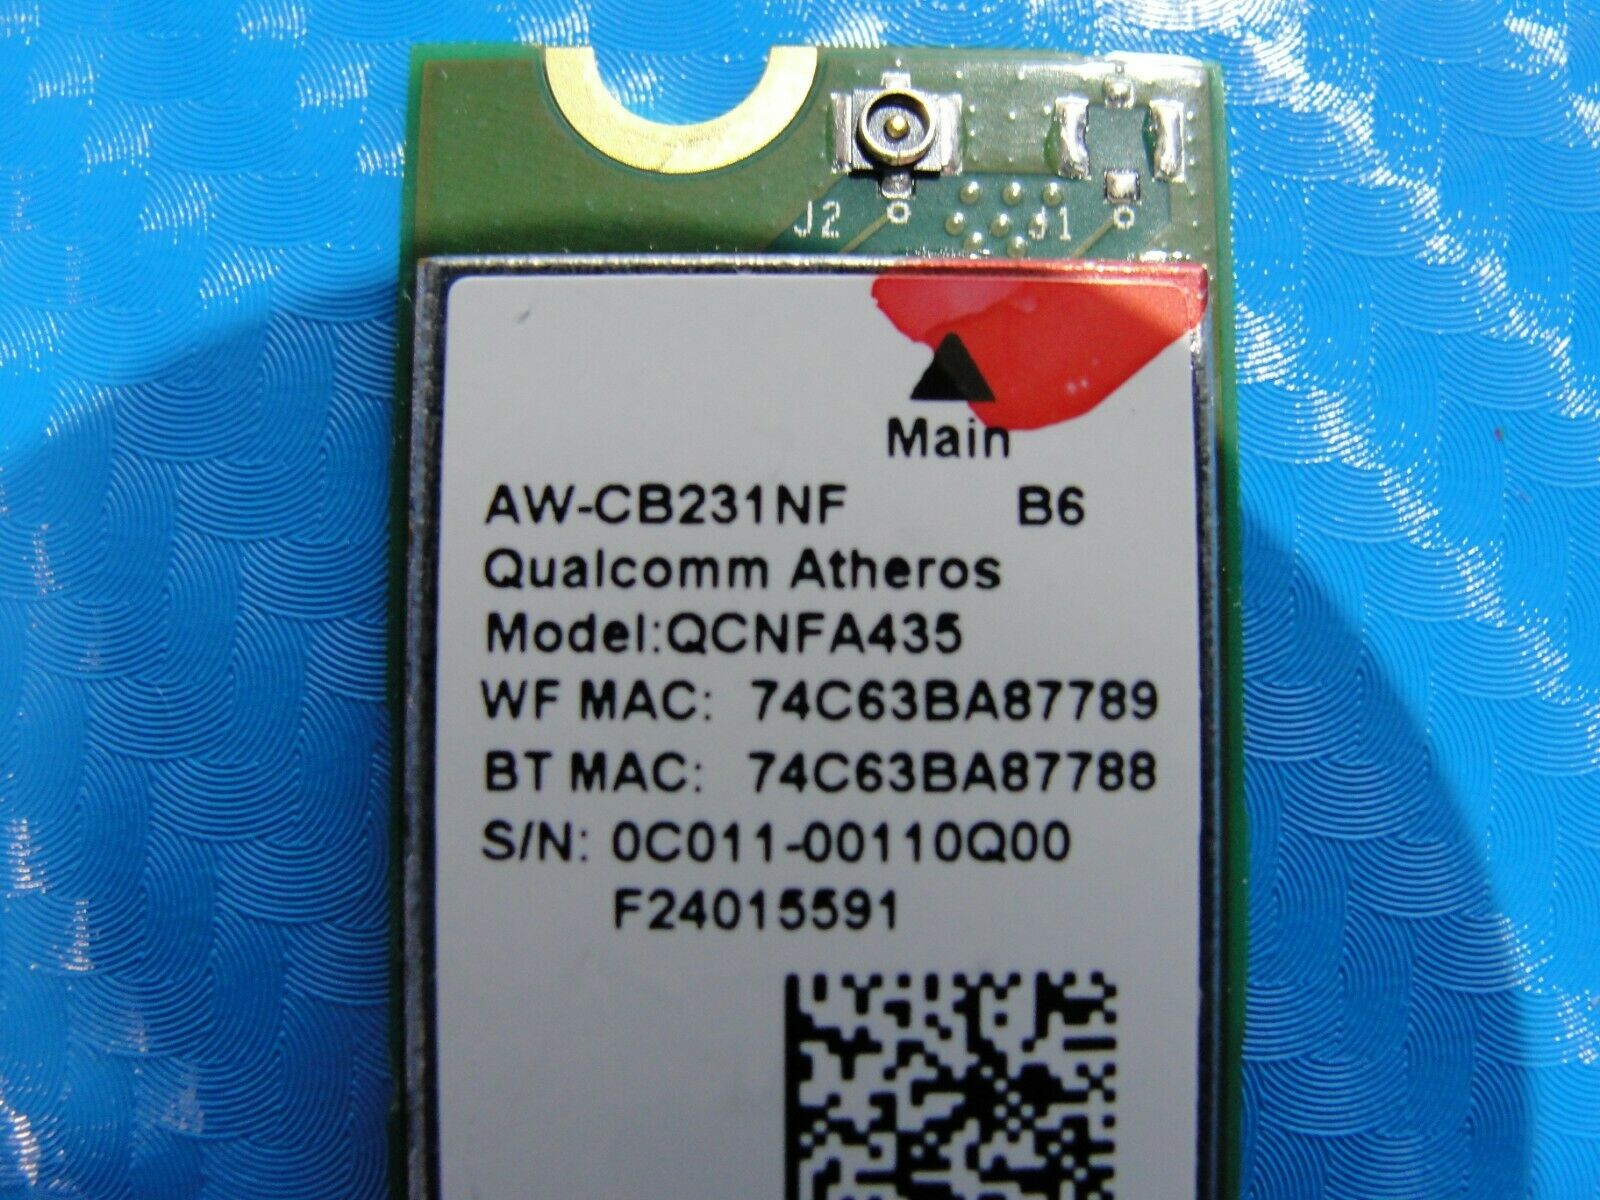 J2 J1
Main
AW-CB231NF B6
Qualcomm Atheros
Model:QCNFA435
WF MAC: 74C63BA87789
BT MAC: 74C63BA87788
S/N: 0C011-00110Q00
F24015591